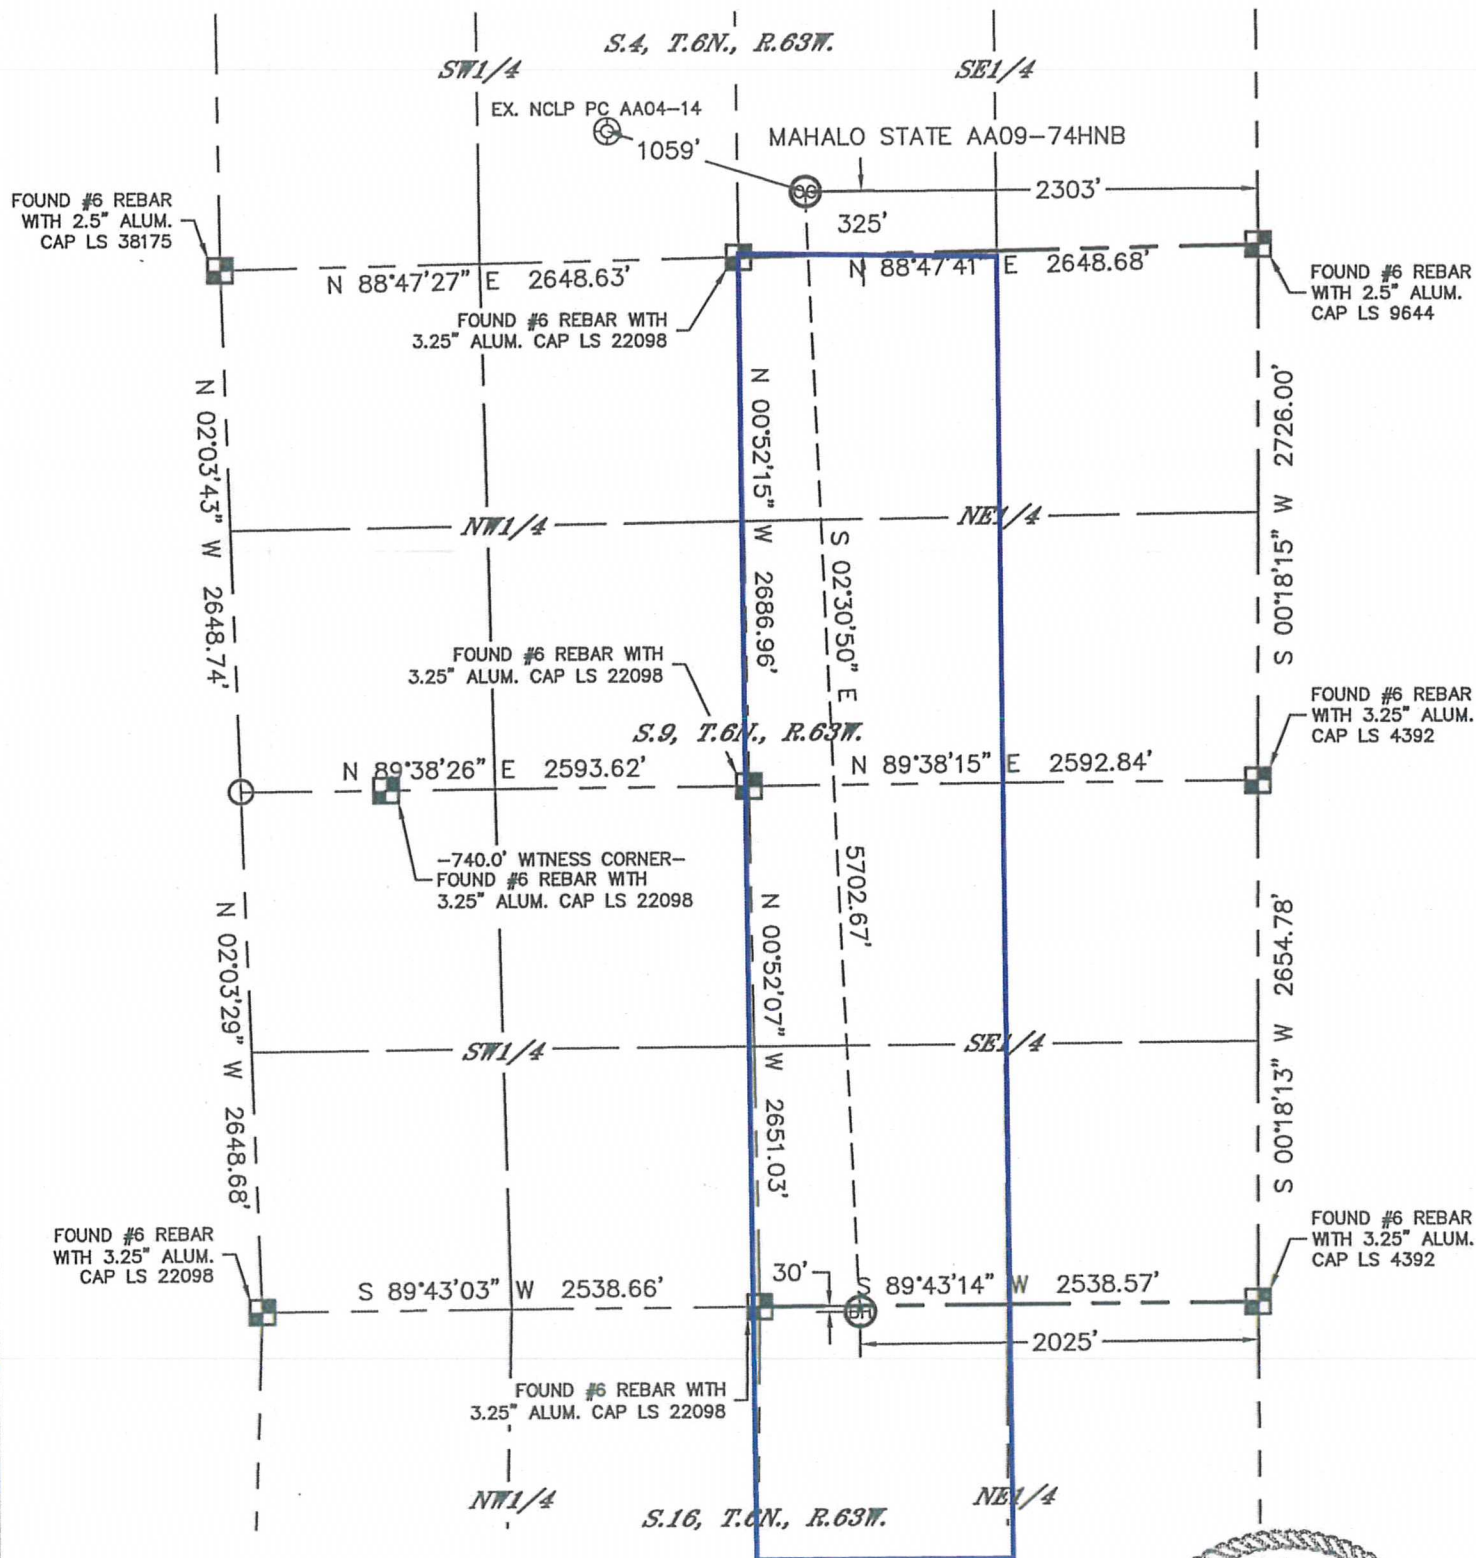 S.4, T.6N., R.63W.
SW1/4
SE1/4
EX. NCLP PC AA04-14
1059'
MAHALO STATE AA09-74HNB
2303'
325'
FOUND #6 REBAR
WITH 2.5" ALUM.
CAP LS 38175
N 88°47'27" E 2648.63'
N 88°47'41" E 2648.68'
FOUND #6 REBAR
WITH 2.5" ALUM.
CAP LS 9644
FOUND #6 REBAR WITH
3.25" ALUM. CAP LS 22098
N 02°03'43" W 2648.74'
N 00°52'15" W 2686.96'
S 02°30'50" E 5702.67'
S 00°18'15" W 2726.00'
NW1/4
NE1/4
FOUND #6 REBAR WITH
3.25" ALUM. CAP LS 22098
S.9, T.6N., R.63W.
FOUND #6 REBAR
WITH 3.25" ALUM.
CAP LS 4392
N 89°38'26" E 2593.62'
N 89°38'15" E 2592.84'
-740.0' WITNESS CORNER-
FOUND #6 REBAR WITH
3.25" ALUM. CAP LS 22098
N 02°03'29" W 2648.68'
N 00°52'07" W 2651.03'
S 00°18'13" W 2654.78'
SW1/4
SE1/4
FOUND #6 REBAR
WITH 3.25" ALUM.
CAP LS 22098
FOUND #6 REBAR
WITH 3.25" ALUM.
CAP LS 4392
30'
S 89°43'03" W 2538.66'
S 89°43'14" W 2538.57'
BH
2025'
FOUND #6 REBAR WITH
3.25" ALUM. CAP LS 22098
NW1/4
NE1/4
S.16, T.6N., R.63W.